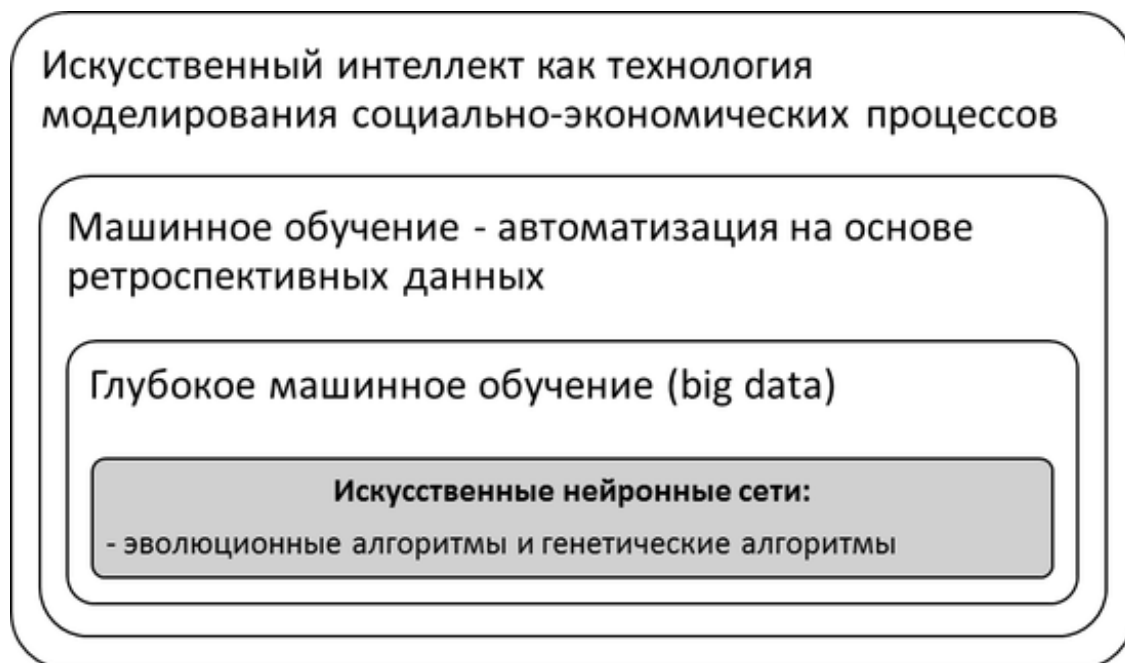 Искусственный интеллект как технология
моделирования социально-экономических процессов
Машинное обучение - автоматизация на основе
ретроспективных данных
Глубокое машинное обучение (big data)
Искусственные нейронные сети:
- эволюционные алгоритмы и генетические алгоритмы